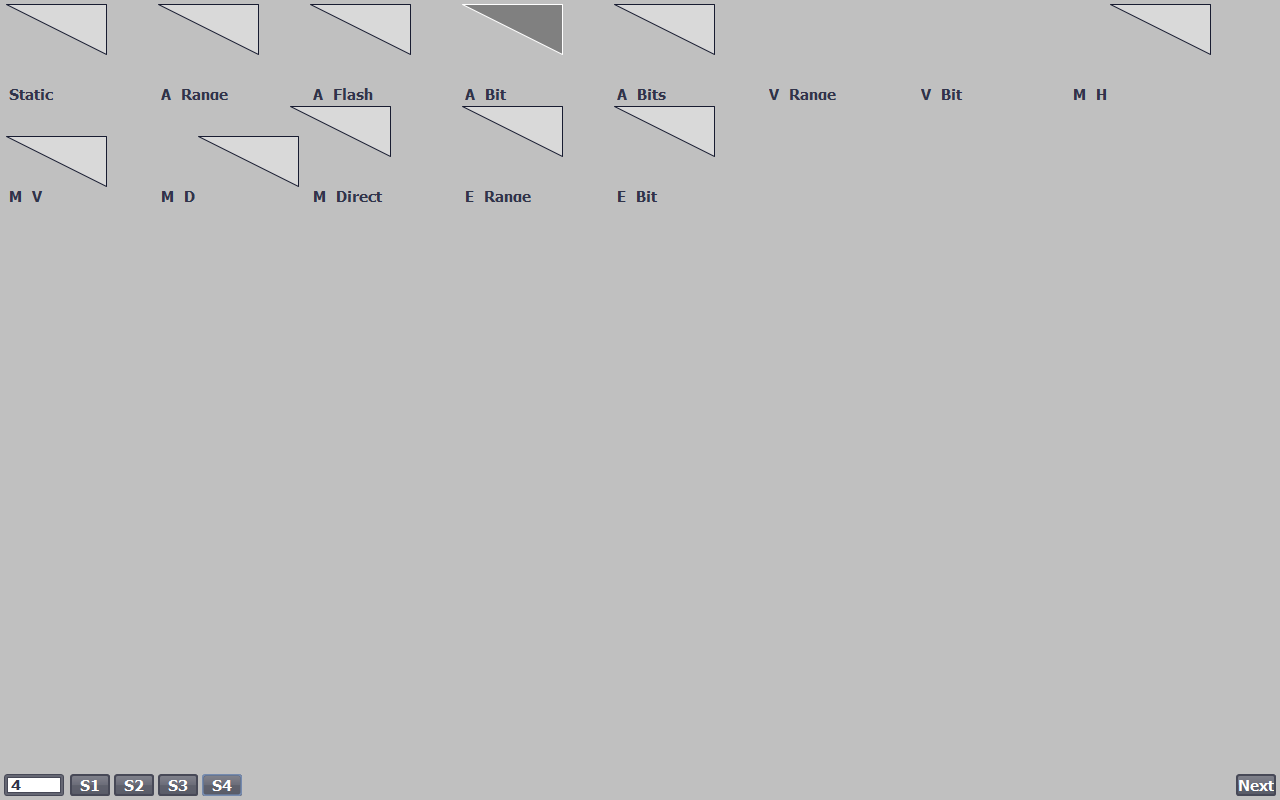 Static A Range A Flash A Bit A Bits V Range V Bit M H
M V M D M Direct E Range E Bit
4 S1 S2 S3 S4 Next